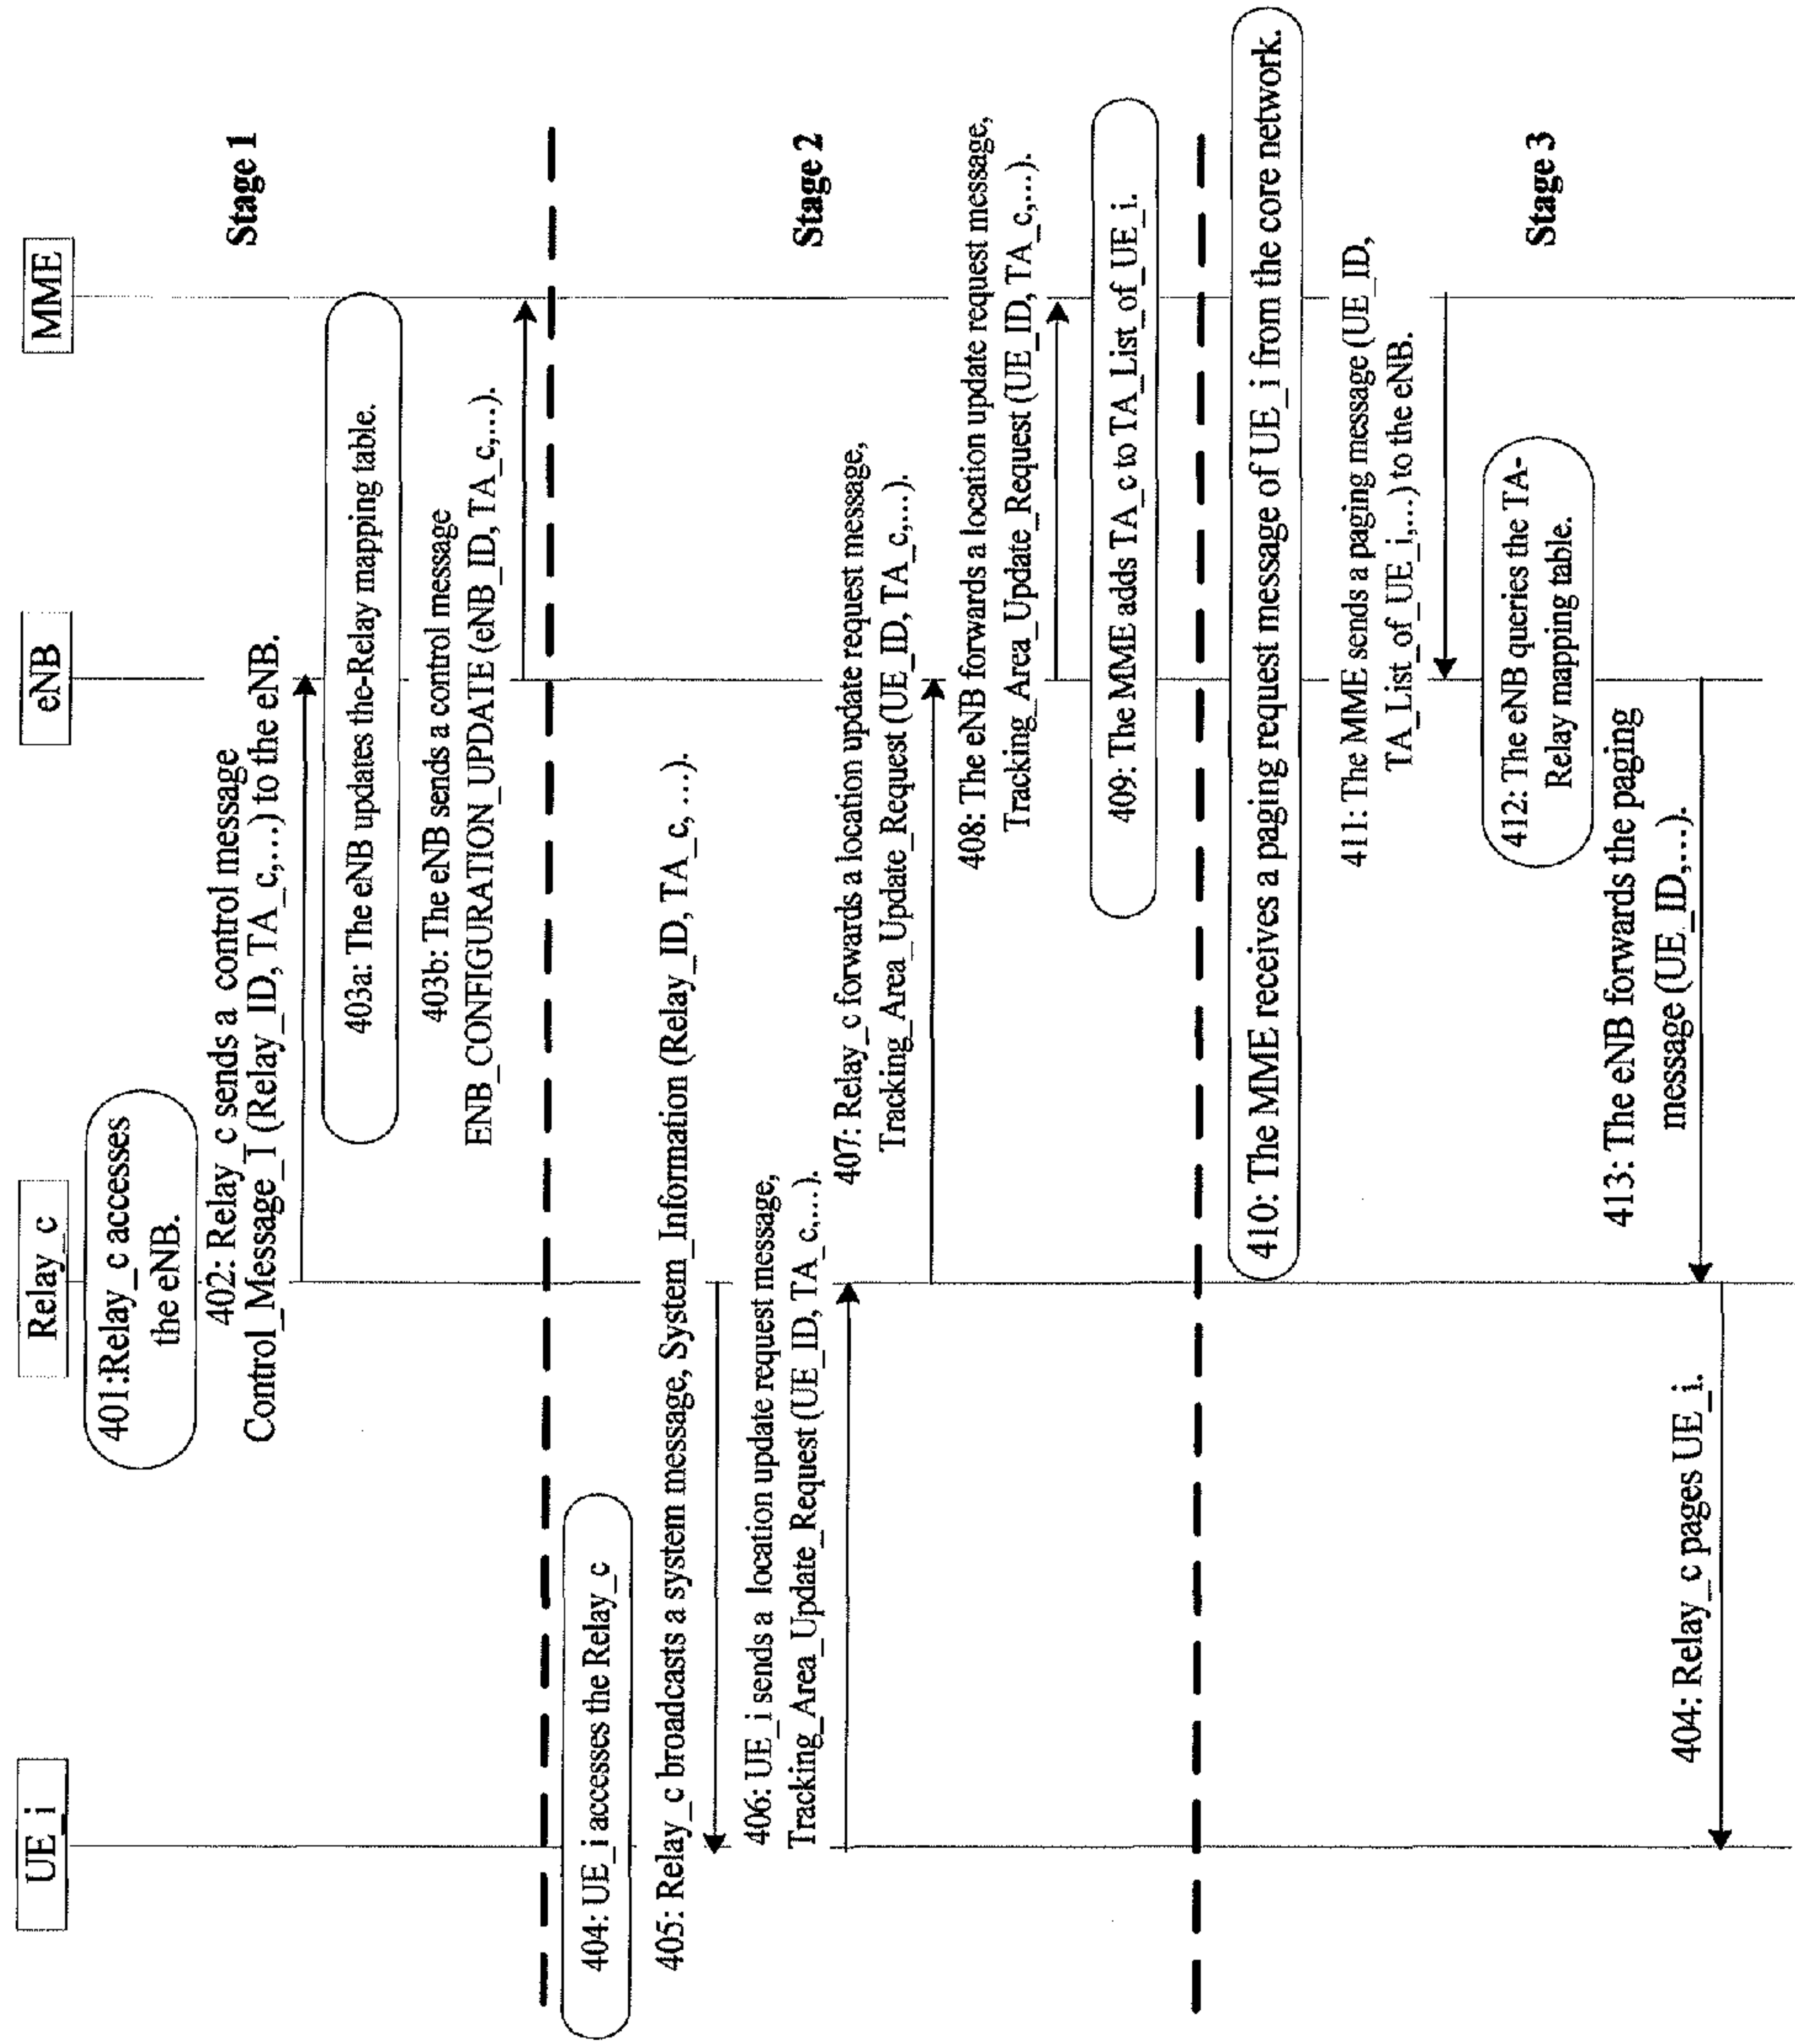 UE_i
Relay_c
eNB
MME
401:Relay_c accesses
the eNB.
402: Relay_c sends a control message
Control_Message_I (Relay_ID, TA_c,...) to the eNB.
Stage 1
403a: The eNB updates the-Relay mapping table.
403b: The eNB sends a control message
ENB_CONFIGURATION_UPDATE (eNB_ID, TA_c,...).
404: UE_i accesses the Relay_c
405: Relay_c broadcasts a system message, System_Information (Relay_ID, TA_c, ...).
406: UE_i sends a location update request message,
Tracking_Area_Update_Request (UE_ID, TA_c,...).
Stage 2
407: Relay_c forwards a location update request message,
Tracking_Area_Update_Request (UE_ID, TA_c,...).
408: The eNB forwards a location update request message,
Tracking_Area_Update_Request (UE_ID, TA_c,...).
409: The MME adds TA_c to TA_List_of_UE_i.
410: The MME receives a paging request message of UE_i from the core network.
411: The MME sends a paging message (UE_ID,
TA_List_of_UE_i,...) to the eNB.
412: The eNB queries the TA-
Relay mapping table.
Stage 3
413: The eNB forwards the paging
message (UE_ID,...).
404: Relay_c pages UE_i.